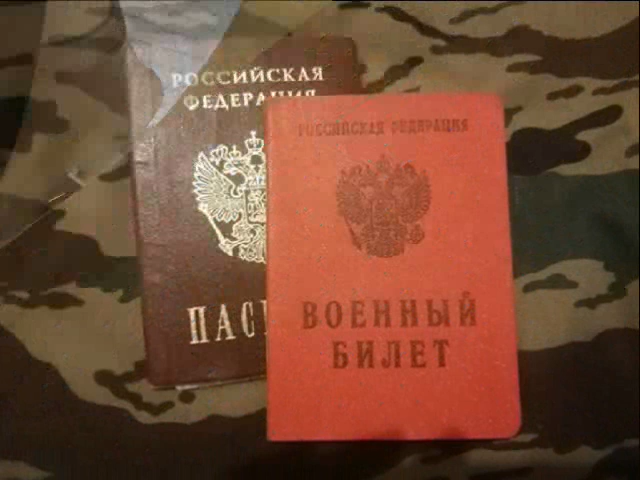 РОССИЙСКАЯ
ФЕДЕРАЦИЯ
ПАС
РОССИЙСКАЯ ФЕДЕРАЦИЯ
ВОЕННЫЙ
БИЛЕТ